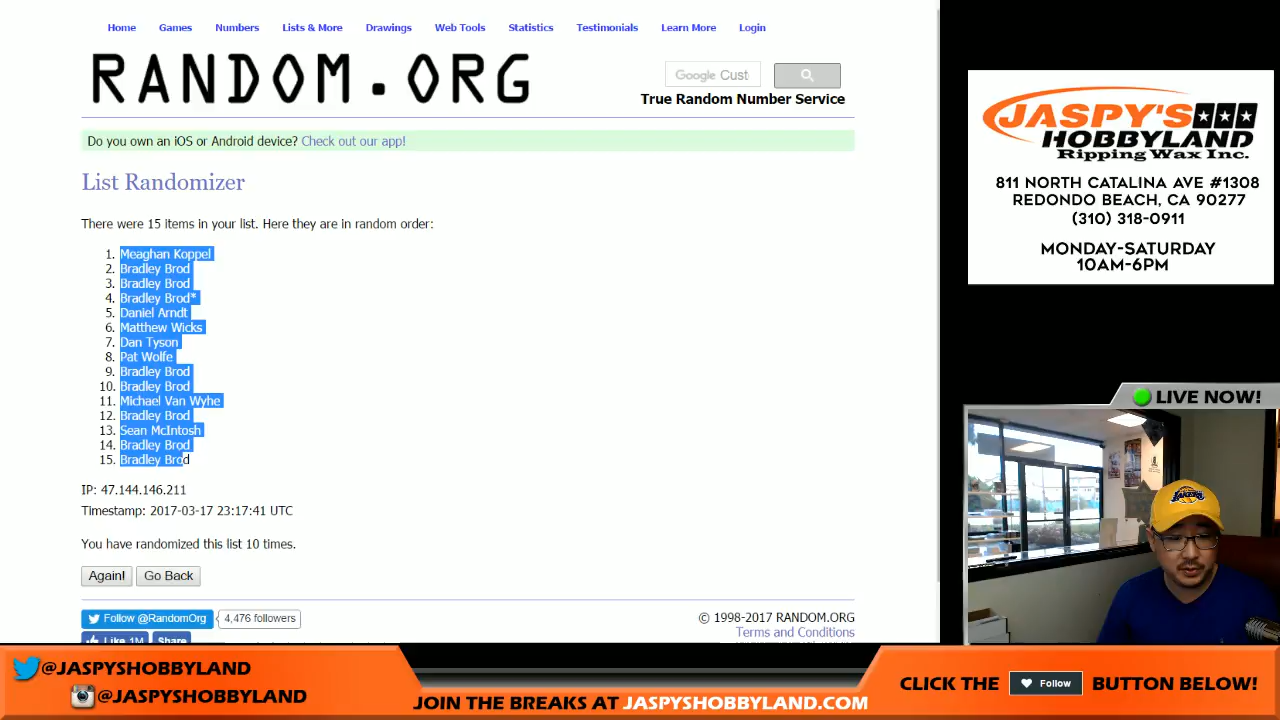 Home Games Numbers Lists & More Drawings Web Tools Statistics Testimonials Learn More Login
RANDOM.ORG
Google Cust
True Random Number Service
Do you own an iOS or Android device? Check out our app!
List Randomizer
There were 15 items in your list. Here they are in random order:
1. Meaghan Koppel
2. Bradley Brod
3. Bradley Brod
4. Bradley Brod*
5. Daniel Arndt
6. Matthew Wicks
7. Dan Tyson
8. Pat Wolfe
9. Bradley Brod
10. Bradley Brod
11. Michael Van Wyhe
12. Bradley Brod
13. Sean McIntosh
14. Bradley Brod
15. Bradley Brod
IP: 47.144.146.211
Timestamp: 2017-03-17 23:17:41 UTC
You have randomized this list 10 times.
Again! Go Back
Follow @RandomOrg 4,476 followers
Like 1M Share
© 1998-2017 RANDOM.ORG
Terms and Conditions
JASPY'S
HOBBYLAND
Ripping Wax Inc.
811 NORTH CATALINA AVE #1308
REDONDO BEACH, CA 90277
(310) 318-0911
MONDAY-SATURDAY
10AM-6PM
LIVE NOW!
@JASPYSHOBBYLAND
@JASPYSHOBBYLAND
JOIN THE BREAKS AT JASPYSHOBBYLAND.COM
CLICK THE Follow BUTTON BELOW!